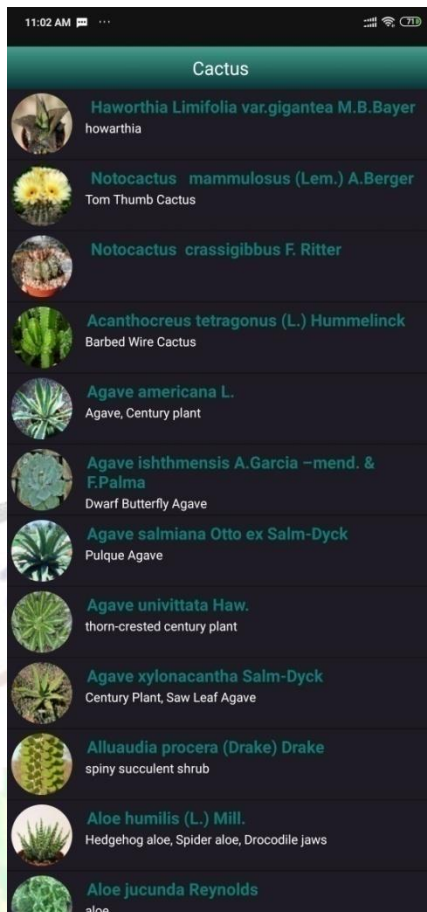 11:02 AM
71
Cactus
Haworthia Limifolia var.gigantea M.B.Bayer
howarthia
Notocactus mammulosus (Lem.) A.Berger
Tom Thumb Cactus
Notocactus crassigibbus F. Ritter
Acanthocreus tetragonus (L.) Hummelinck
Barbed Wire Cactus
Agave americana L.
Agave, Century plant
Agave ishthmensis A.Garcia –mend. &
F.Palma
Dwarf Butterfly Agave
Agave salmiana Otto ex Salm-Dyck
Pulque Agave
Agave univittata Haw.
thorn-crested century plant
Agave xylonacantha Salm-Dyck
Century Plant, Saw Leaf Agave
Alluaudia procera (Drake) Drake
spiny succulent shrub
Aloe humilis (L.) Mill.
Hedgehog aloe, Spider aloe, Drocodile jaws
Aloe jucunda Reynolds
aloe